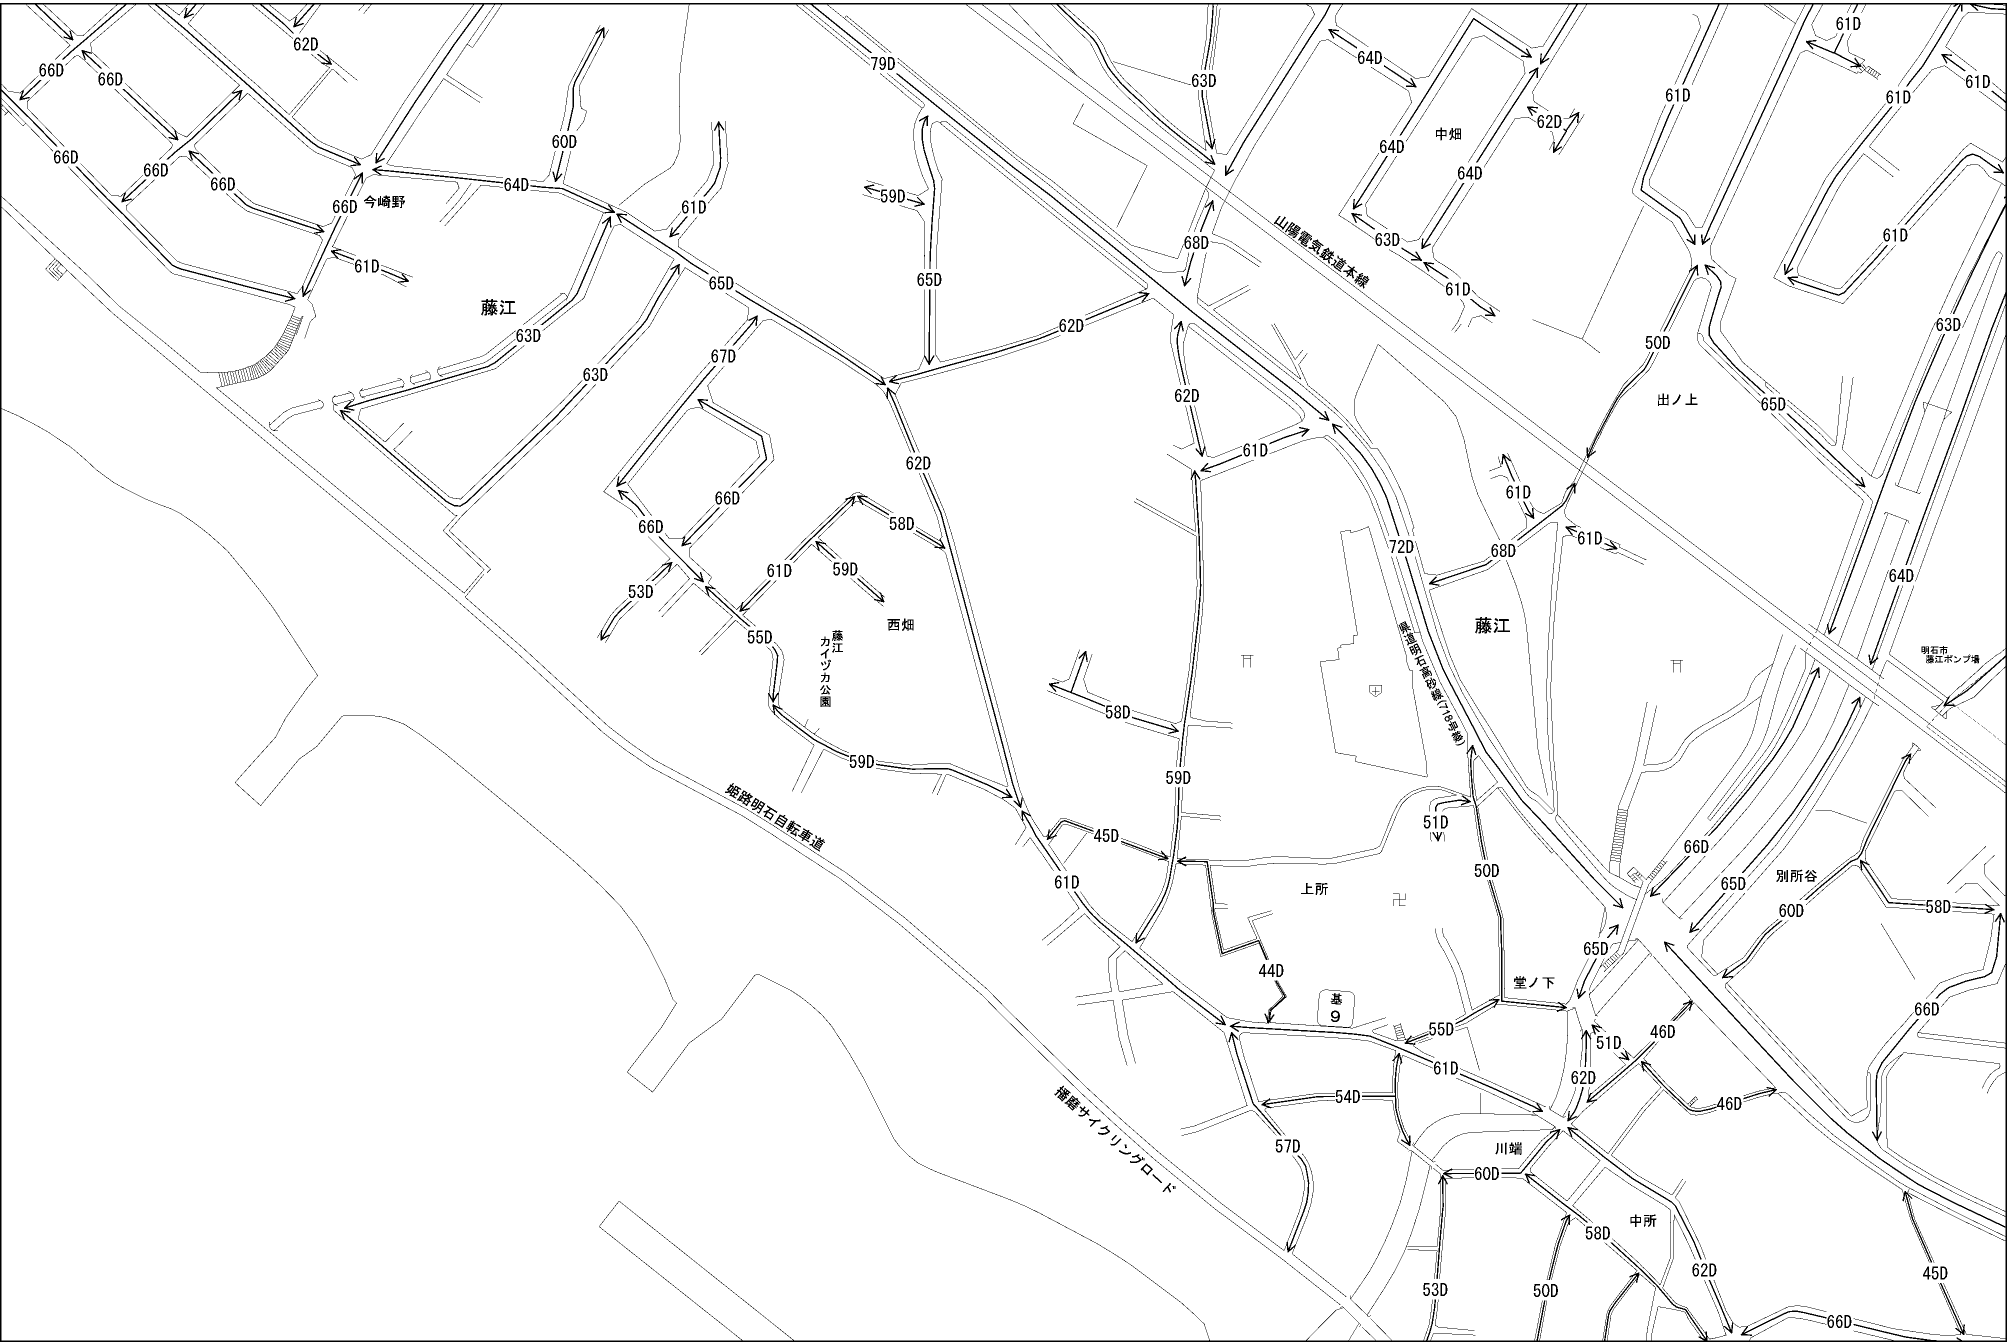 61D
62D
64D
79D
66D
66D
63D
61D
61D
61D
62D
中畑
60D
64D
66D
66D
66D
64D
64D
59D
66D
今崎野
61D
山陽電気鉄道本線
68D
63D
61D
61D
65D
65D
61D
藤江
63D
62D
63D
50D
67D
63D
62D
出ノ上
65D
62D
61D
66D
61D
66D
58D
72D
68D
61D
61D
59D
64D
53D
西畑
藤江
カイヅカ公園
55D
藤江
県道明石高砂線(718号線)
明石市
藤江ポンプ場
58D
59D
59D
姫路明石自転車道
51D
45D
66D
50D
61D
65D
別所谷
上所
60D
58D
65D
44D
堂ノ下
基
9
55D
66D
46D
51D
61D
62D
54D
46D
播磨サイクリングロード
57D
川端
60D
中所
58D
62D
45D
53D
50D
66D